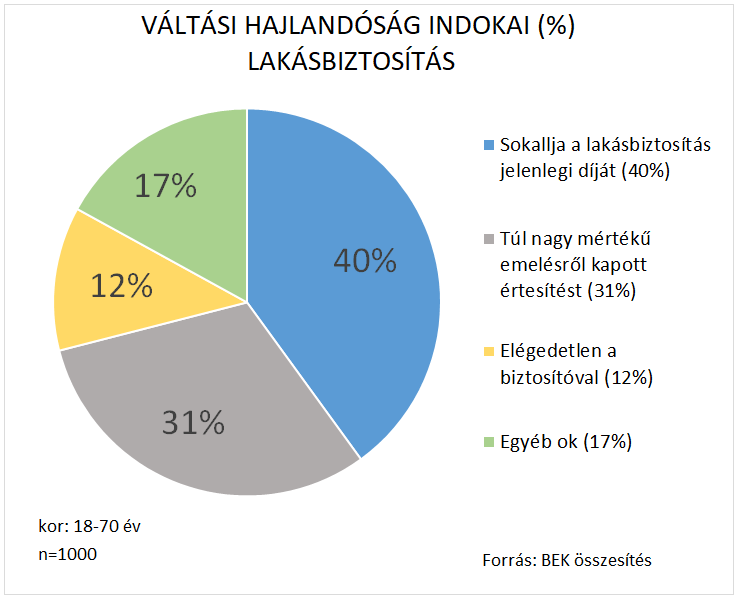 VÁLTÁSI HAJLANDÓSÁG INDOKAI (%)
LAKÁSBIZTOSÍTÁS
40%
31%
12%
17%
Sokallja a lakásbiztosítás
jelenlegi díját (40%)
Túl nagy mértékű
emelésről kapott
értesítést (31%)
Elégedetlen a
biztosítóval (12%)
Egyéb ok (17%)
kor: 18-70 év
n=1000
Forrás: BEK összesítés